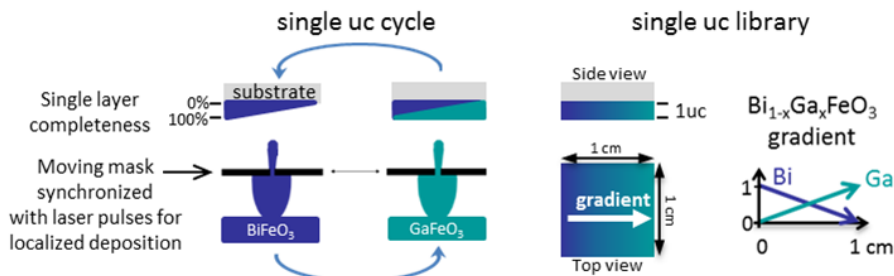 single uc cycle
single uc library
Single layer
completeness
0%
100%
substrate
Side view
1uc
Bi1-xGaxFeO3
gradient
Moving mask
synchronized
with laser pulses for
localized deposition
BiFeO3
GaFeO3
1 cm
1 cm
gradient
Top view
Bi
Ga
1
0
0
1 cm